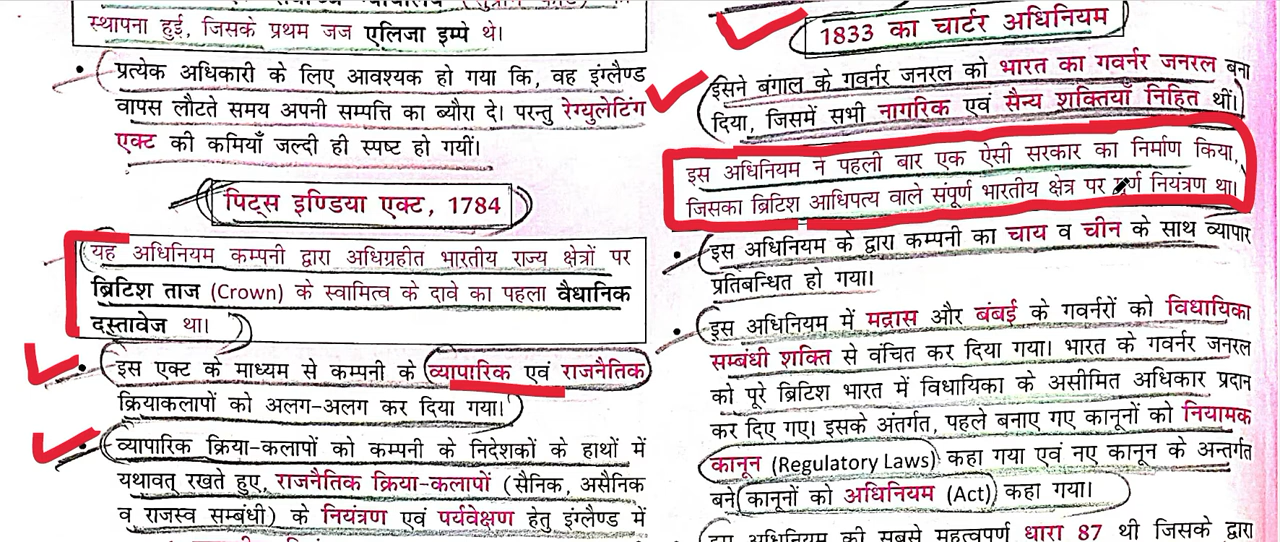 स्थापना हुई, जिसके प्रथम जज एलिजा इम्पे थे।
• प्रत्येक अधिकारी के लिए आवश्यक हो गया कि, वह इंग्लैण्ड
वापस लौटते समय अपनी सम्पत्ति का ब्यौरा दे। परन्तु रेग्युलेटिंग
एक्ट की कमियाँ जल्दी ही स्पष्ट हो गयीं।
पिट्स इण्डिया एक्ट, 1784
यह अधिनियम कम्पनी द्वारा अधिग्रहीत भारतीय राज्य क्षेत्रों पर
ब्रिटिश ताज (Crown) के स्वामित्व के दावे का पहला वैधानिक
दस्तावेज था।
• इस एक्ट के माध्यम से कम्पनी के व्यापारिक एवं राजनैतिक
क्रियाकलापों को अलग-अलग कर दिया गया।
• व्यापारिक क्रिया-कलापों को कम्पनी के निदेशकों के हाथों में
यथावत् रखते हुए, राजनैतिक क्रिया-कलापों (सैनिक, असैनिक
व राजस्व सम्बंधी) के नियंत्रण एवं पर्यवेक्षण हेतु इंग्लैण्ड में
1833 का चार्टर अधिनियम
इसने बंगाल के गवर्नर जनरल को भारत का गवर्नर जनरल बना
दिया, जिसमें सभी नागरिक एवं सैन्य शक्तियाँ निहित थीं।
इस अधिनियम ने पहली बार एक ऐसी सरकार का निर्माण किया,
जिसका ब्रिटिश आधिपत्य वाले संपूर्ण भारतीय क्षेत्र पर नियंत्रण था।
• इस अधिनियम के द्वारा कम्पनी का चाय व चीन के साथ व्यापार
प्रतिबन्धित हो गया।
• इस अधिनियम में मद्रास और बंबई के गवर्नरों को विधायिका
सम्बंधी शक्ति से वंचित कर दिया गया। भारत के गवर्नर जनरल
को पूरे ब्रिटिश भारत में विधायिका के असीमित अधिकार प्रदान
कर दिए गए। इसके अंतर्गत, पहले बनाए गए कानूनों को नियामक
कानून (Regulatory Laws) कहा गया एवं नए कानून के अन्तर्गत
बने कानूनों को अधिनियम (Act) कहा गया।
इस अधिनियम की सबसे महत्वपूर्ण धारा 87 थी जिसके द्वारा